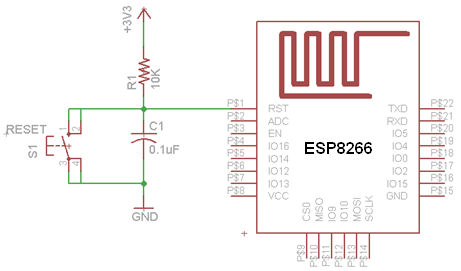 +3V3
R1
10K
RESET
S1
1
2
3
4
C1
0.1uF
GND
ESP8266
P$1 RST
P$2 ADC
P$3 EN
P$4 IO16
P$5 IO14
P$6 IO12
P$7 IO13
P$8 VCC
TXD P$22
RXD P$21
IO5 P$20
IO4 P$19
IO0 P$18
IO2 P$17
IO15 P$16
GND P$15
CS0 P$9
MISO P$10
IO9 P$11
IO10 P$12
MOSI P$13
SCLK P$14